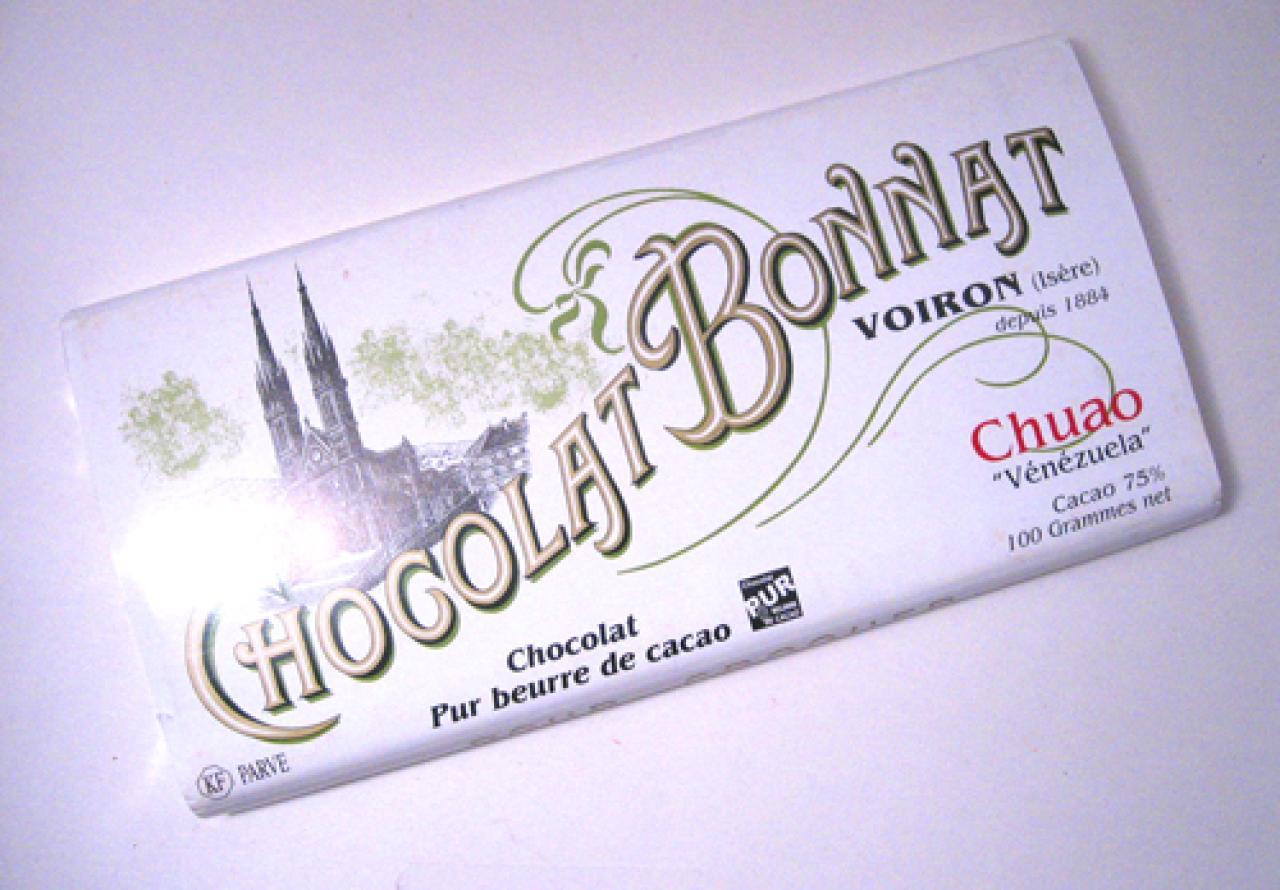 CHOCOLAT BONNAT
VOIRON (Isère)
depuis 1884
Chuao
"Vénézuela"
Cacao 75%
100 Grammes net
Chocolat
Pur beurre de cacao
PUR
KF PARVE